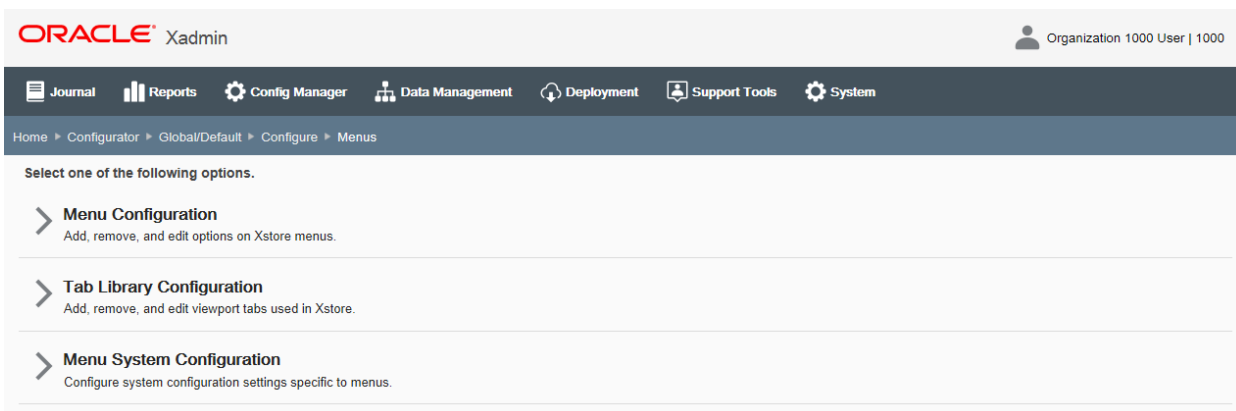 ORACLE Xadmin
Organization 1000 User | 1000
Journal Reports Config Manager Data Management Deployment Support Tools System
Home ▶ Configurator ▶ Global/Default ▶ Configure ▶ Menus
Select one of the following options.
Menu Configuration
Add, remove, and edit options on Xstore menus.
Tab Library Configuration
Add, remove, and edit viewport tabs used in Xstore.
Menu System Configuration
Configure system configuration settings specific to menus.